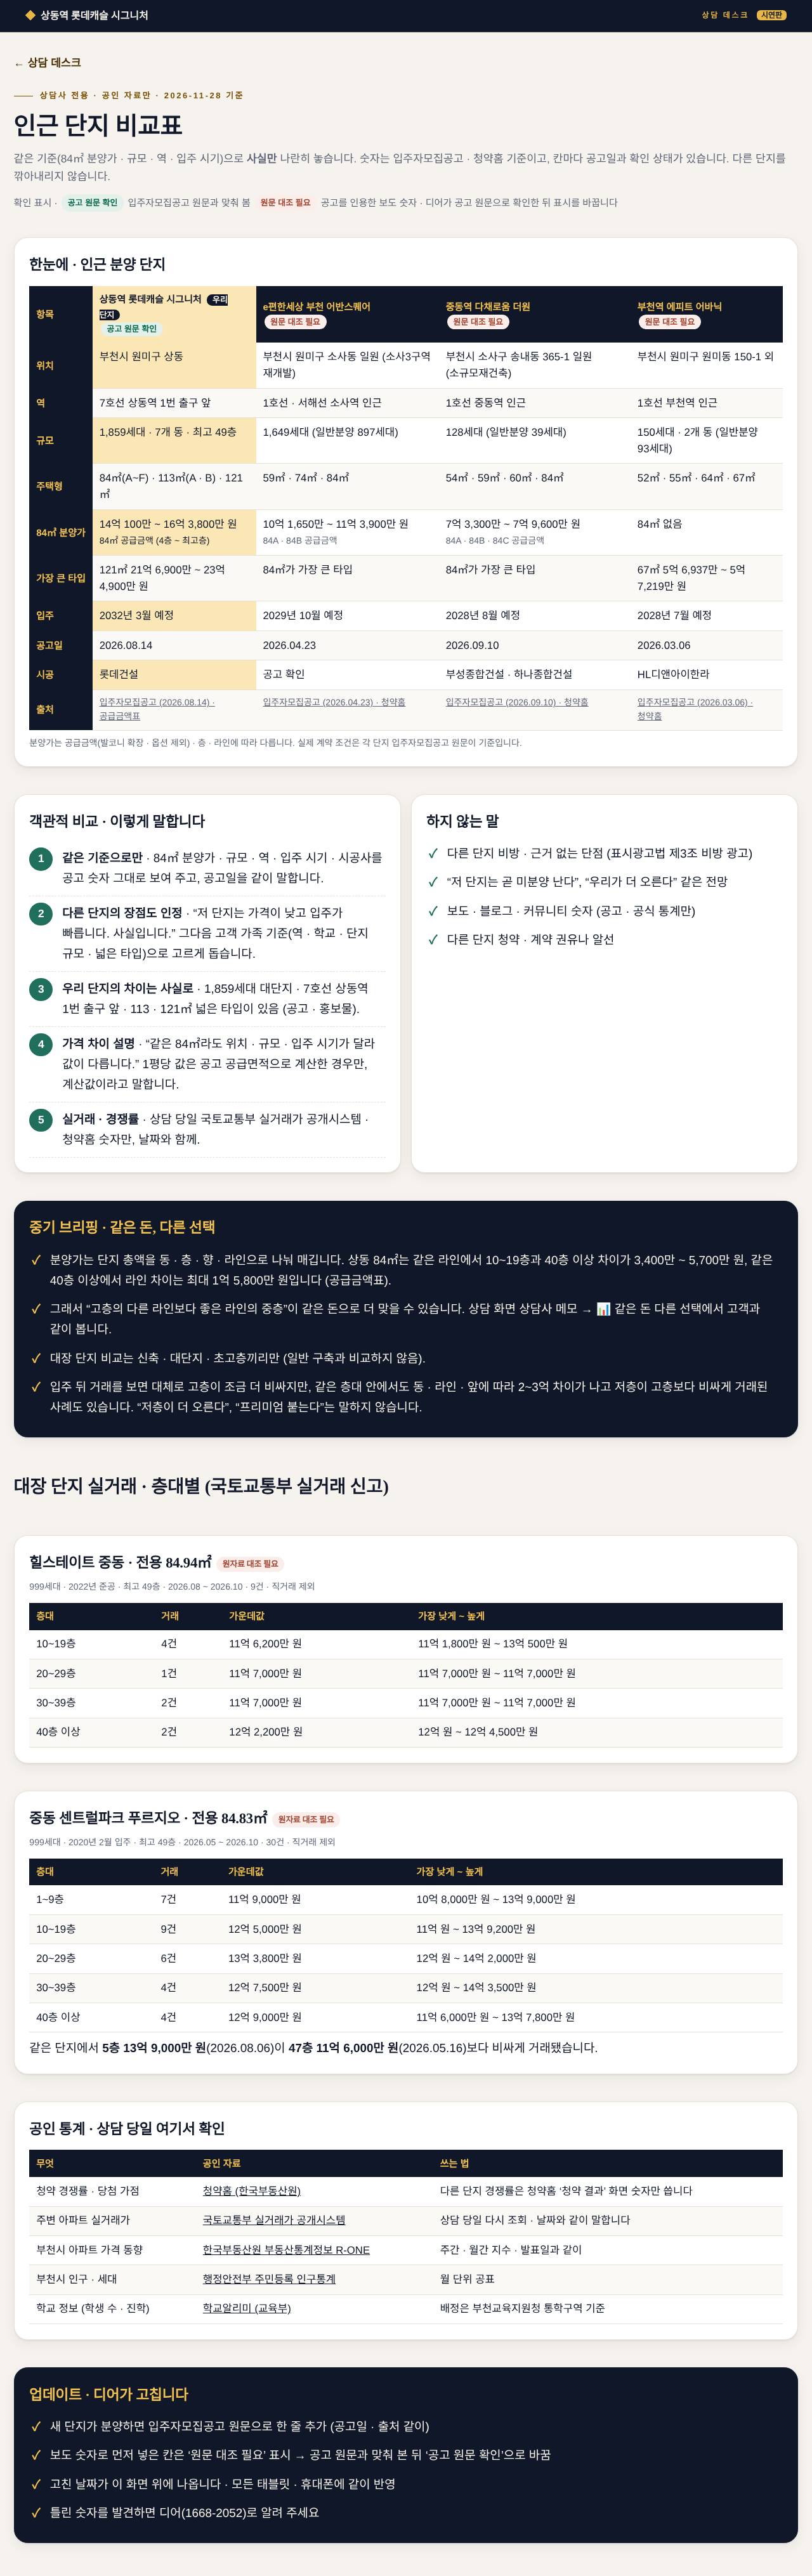 ◆ 상동역 롯데캐슬 시그니처
상담 데스크 시연판
← 상담 데스크
상담사 전용 · 공인 자료만 · 2026-11-28 기준
인근 단지 비교표
같은 기준(84㎡ 분양가 · 규모 · 역 · 입주 시기)으로 사실만 나란히 놓습니다. 숫자는 입주자모집공고 · 청약홈 기준이고, 칸마다 공고일과 확인 상태가 있습니다. 다른 단지를
깎아내리지 않습니다.
확인 표시 · 공고 원문 확인 입주자모집공고 원문과 맞춰 봄 원문 대조 필요 공고를 인용한 보도 숫자 · 디어가 공고 원문으로 확인한 뒤 표시를 바꿉니다
한눈에 · 인근 분양 단지
항목 상동역 롯데캐슬 시그니처 우리 단지 공고 원문 확인 e편한세상 부천 어반스퀘어 원문 대조 필요 중동역 다채로움 더원 원문 대조 필요 부천역 에피트 어바닉 원문 대조 필요
위치 부천시 원미구 상동 부천시 원미구 소사동 일원 (소사3구역 재개발) 부천시 소사구 송내동 365-1 일원 (소규모재건축) 부천시 원미구 원미동 150-1 외
역 7호선 상동역 1번 출구 앞 1호선 · 서해선 소사역 인근 1호선 중동역 인근 1호선 부천역 인근
규모 1,859세대 · 7개 동 · 최고 49층 1,649세대 (일반분양 897세대) 128세대 (일반분양 39세대) 150세대 · 2개 동 (일반분양 93세대)
주택형 84㎡(A~F) · 113㎡(A · B) · 121㎡ 59㎡ · 74㎡ · 84㎡ 54㎡ · 59㎡ · 60㎡ · 84㎡ 52㎡ · 55㎡ · 64㎡ · 67㎡
84㎡ 분양가 14억 100만 ~ 16억 3,800만 원 84㎡ 공급금액 (4층 ~ 최고층) 10억 1,650만 ~ 11억 3,900만 원 84A · 84B 공급금액 7억 3,300만 ~ 7억 9,600만 원 84A · 84B · 84C 공급금액 84㎡ 없음
가장 큰 타입 121㎡ 21억 6,900만 ~ 23억 4,900만 원 84㎡가 가장 큰 타입 84㎡가 가장 큰 타입 67㎡ 5억 6,937만 ~ 5억 7,219만 원
입주 2032년 3월 예정 2029년 10월 예정 2028년 8월 예정 2028년 7월 예정
공고일 2026.08.14 2026.04.23 2026.09.10 2026.03.06
시공 롯데건설 공고 확인 부성종합건설 · 하나종합건설 HL디앤아이한라
출처 입주자모집공고 (2026.08.14) · 공급금액표 입주자모집공고 (2026.04.23) · 청약홈 입주자모집공고 (2026.09.10) · 청약홈 입주자모집공고 (2026.03.06) · 청약홈
분양가는 공급금액(발코니 확장 · 옵션 제외) · 층 · 라인에 따라 다릅니다. 실제 계약 조건은 각 단지 입주자모집공고 원문이 기준입니다.
객관적 비교 · 이렇게 말합니다
1 같은 기준으로만 · 84㎡ 분양가 · 규모 · 역 · 입주 시기 · 시공사를
공고 숫자 그대로 보여 주고, 공고일을 같이 말합니다.
2 다른 단지의 장점도 인정 · “저 단지는 가격이 낮고 입주가
빠릅니다. 사실입니다.” 그다음 고객 가족 기준(역 · 학교 · 단지
규모 · 넓은 타입)으로 고르게 돕습니다.
3 우리 단지의 차이는 사실로 · 1,859세대 대단지 · 7호선 상동역
1번 출구 앞 · 113 · 121㎡ 넓은 타입이 있음 (공고 · 홍보물).
4 가격 차이 설명 · “같은 84㎡라도 위치 · 규모 · 입주 시기가 달라
값이 다릅니다.” 1평당 값은 공고 공급면적으로 계산한 경우만,
계산값이라고 말합니다.
5 실거래 · 경쟁률 · 상담 당일 국토교통부 실거래가 공개시스템 ·
청약홈 숫자만, 날짜와 함께.
하지 않는 말
✓ 다른 단지 비방 · 근거 없는 단점 (표시광고법 제3조 비방 광고)
✓ “저 단지는 곧 미분양 난다”, “우리가 더 오른다” 같은 전망
✓ 보도 · 블로그 · 커뮤니티 숫자 (공고 · 공식 통계만)
✓ 다른 단지 청약 · 계약 권유나 알선
중기 브리핑 · 같은 돈, 다른 선택
✓ 분양가는 단지 총액을 동 · 층 · 향 · 라인으로 나눠 매깁니다. 상동 84㎡는 같은 라인에서 10~19층과 40층 이상 차이가 3,400만 ~ 5,700만 원, 같은
40층 이상에서 라인 차이는 최대 1억 5,800만 원입니다 (공급금액표).
✓ 그래서 “고층의 다른 라인보다 좋은 라인의 중층”이 같은 돈으로 더 맞을 수 있습니다. 상담 화면 상담사 메모 → 📊 같은 돈 다른 선택에서 고객과
같이 봅니다.
✓ 대장 단지 비교는 신축 · 대단지 · 초고층끼리만 (일반 구축과 비교하지 않음).
✓ 입주 뒤 거래를 보면 대체로 고층이 조금 더 비싸지만, 같은 층대 안에서도 동 · 라인 · 앞에 따라 2~3억 차이가 나고 저층이 고층보다 비싸게 거래된
사례도 있습니다. “저층이 더 오른다”, “프리미엄 붙는다”는 말하지 않습니다.
대장 단지 실거래 · 층대별 (국토교통부 실거래 신고)
힐스테이트 중동 · 전용 84.94㎡ 원자료 대조 필요
999세대 · 2022년 준공 · 최고 49층 · 2026.08 ~ 2026.10 · 9건 · 직거래 제외
층대 거래 가운데값 가장 낮게 ~ 높게
10~19층 4건 11억 6,200만 원 11억 1,800만 원 ~ 13억 500만 원
20~29층 1건 11억 7,000만 원 11억 7,000만 원 ~ 11억 7,000만 원
30~39층 2건 11억 7,000만 원 11억 7,000만 원 ~ 11억 7,000만 원
40층 이상 2건 12억 2,200만 원 12억 원 ~ 12억 4,500만 원
중동 센트럴파크 푸르지오 · 전용 84.83㎡ 원자료 대조 필요
999세대 · 2020년 2월 입주 · 최고 49층 · 2026.05 ~ 2026.10 · 30건 · 직거래 제외
층대 거래 가운데값 가장 낮게 ~ 높게
1~9층 7건 11억 9,000만 원 10억 8,000만 원 ~ 13억 9,000만 원
10~19층 9건 12억 5,000만 원 11억 원 ~ 13억 9,200만 원
20~29층 6건 13억 3,800만 원 12억 원 ~ 14억 2,000만 원
30~39층 4건 12억 7,500만 원 12억 원 ~ 14억 3,500만 원
40층 이상 4건 12억 9,000만 원 11억 6,000만 원 ~ 13억 7,800만 원
같은 단지에서 5층 13억 9,000만 원(2026.08.06)이 47층 11억 6,000만 원(2026.05.16)보다 비싸게 거래됐습니다.
공인 통계 · 상담 당일 여기서 확인
무엇 공인 자료 쓰는 법
청약 경쟁률 · 당첨 가점 청약홈 (한국부동산원) 다른 단지 경쟁률은 청약홈 ‘청약 결과’ 화면 숫자만 씁니다
주변 아파트 실거래가 국토교통부 실거래가 공개시스템 상담 당일 다시 조회 · 날짜와 같이 말합니다
부천시 아파트 가격 동향 한국부동산원 부동산통계정보 R-ONE 주간 · 월간 지수 · 발표일과 같이
부천시 인구 · 세대 행정안전부 주민등록 인구통계 월 단위 공표
학교 정보 (학생 수 · 진학) 학교알리미 (교육부) 배정은 부천교육지원청 통학구역 기준
업데이트 · 디어가 고칩니다
✓ 새 단지가 분양하면 입주자모집공고 원문으로 한 줄 추가 (공고일 · 출처 같이)
✓ 보도 숫자로 먼저 넣은 칸은 ‘원문 대조 필요’ 표시 → 공고 원문과 맞춰 본 뒤 ‘공고 원문 확인’으로 바꿈
✓ 고친 날짜가 이 화면 위에 나옵니다 · 모든 태블릿 · 휴대폰에 같이 반영
✓ 틀린 숫자를 발견하면 디어(1668-2052)로 알려 주세요